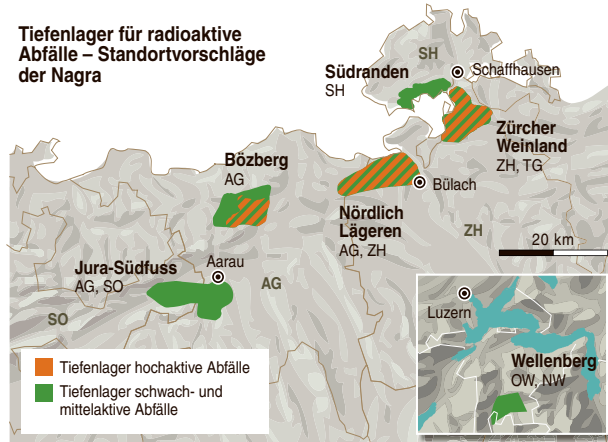 Tiefenlager für radioaktive
Abfälle – Standortvorschläge
der Nagra
SH
Südranden
SH
Schaffhausen
Zürcher
Weinland
ZH, TG
Bözberg
AG
Bülach
Nördlich
Lägeren
AG, ZH
ZH
20 km
Jura-Südfuss
AG, SO
Aarau
AG
SO
Luzern
Wellenberg
OW, NW
Tiefenlager hochaktive Abfälle
Tiefenlager schwach- und
mittelaktive Abfälle